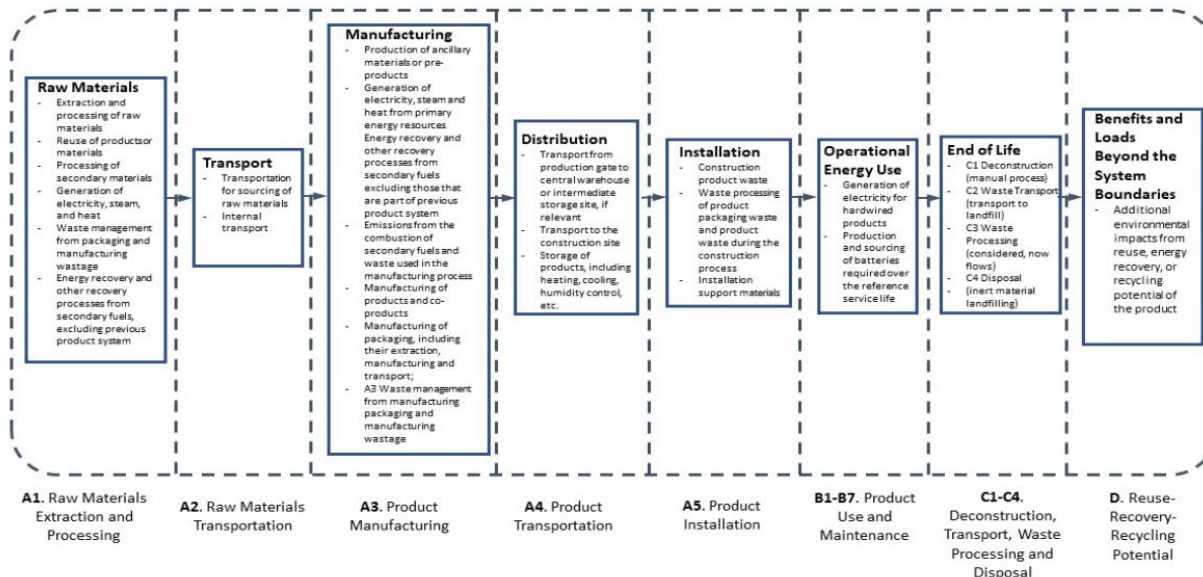 Raw Materials
- Extraction and
processing of raw
materials
- Reuse of productsor
materials
- Processing of
secondary materials
- Generation of
electricity, steam, and
heat
- Waste management
from packaging and
manufacturing
wastage
- Energy recovery and
other recovery
processes from
secondary fuels,
excluding previous
product system
Transport
- Transportation
for sourcing of
raw materials
- Internal
transport
Manufacturing
- Production of ancillary
materials or pre-
products
- Generation of
electricity, steam and
heat from primary
energy resources
- Energy recovery and
other recovery
processes from
secondary fuels
excluding those that
are part of previous
product system
- Emissions from the
combustion of
secondary fuels and
waste used in the
manufacturing process
- Manufacturing of
products and co-
products
- Manufacturing of
packaging, including
their extraction,
manufacturing and
transport;
- A3 Waste management
from manufacturing
packaging and
manufacturing
wastage
Distribution
- Transport from
production gate to
central warehouse
or intermediate
storage site, if
relevant
- Transport to the
construction site
- Storage of
products, including
heating, cooling,
humidity control,
etc.
Installation
- Construction
product waste
- Waste processing
of product
packaging waste
and product
waste during the
construction
process
- Installation
support materials
Operational
Energy Use
- Generation of
electricity for
hardwired
products
- Production
and sourcing
of batteries
required over
the reference
service life
End of Life
- C1 Deconstruction
(manual process)
- C2 Waste Transport
(transport to
landfill)
- C3 Waste
Processing
(considered, now
flows)
- C4 Disposal
- (inert material
landfilling)
Benefits and
Loads
Beyond the
System
Boundaries
- Additional
environmental
impacts from
reuse, energy
recovery, or
recycling
potential of
the product
A1. Raw Materials
Extraction and
Processing
A2. Raw Materials
Transportation
A3. Product
Manufacturing
A4. Product
Transportation
A5. Product
Installation
B1-B7. Product
Use and
Maintenance
C1-C4.
Deconstruction,
Transport, Waste
Processing and
Disposal
D. Reuse-
Recovery-
Recycling
Potential